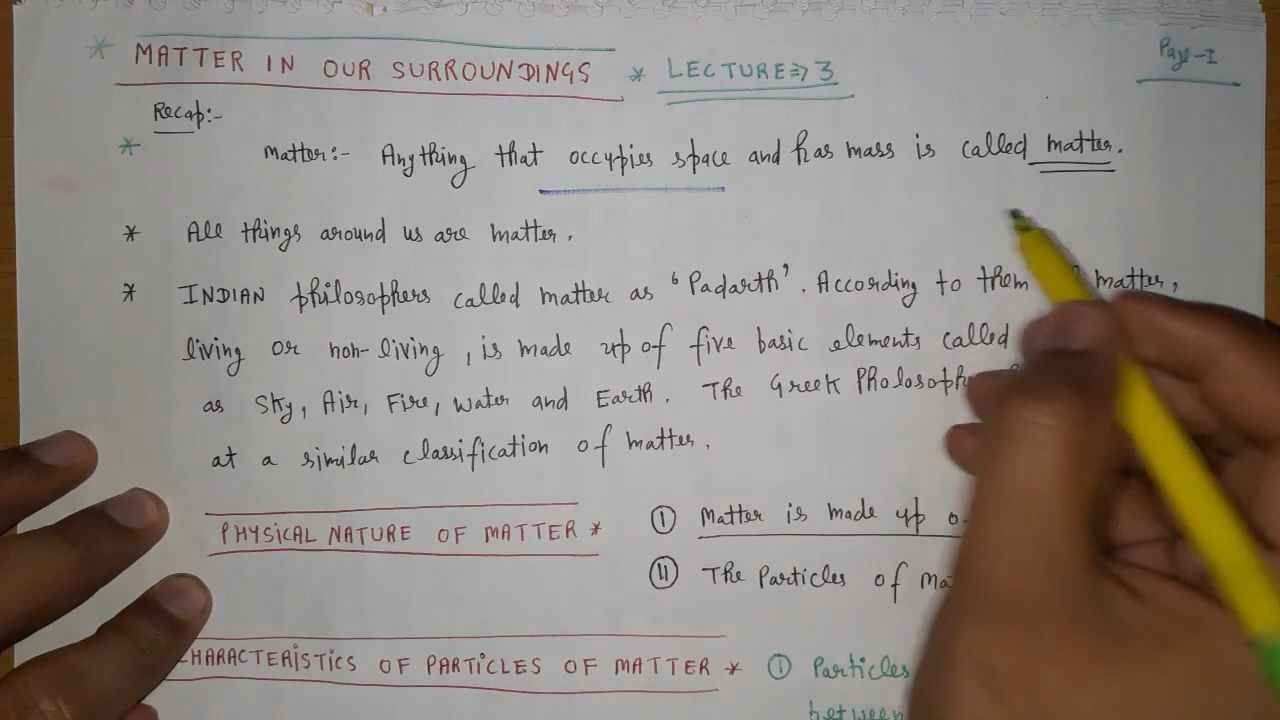 * MATTER IN OUR SURROUNDINGS * LECTURE ⇒ 3
Page-I
Recap:-
* Matter:- Anything that occupies space and has mass is called matter.
* All things around us are matter.
* INDIAN philosophers called matter as 'Padarth'. According to them matter,
living or non-living, is made up of five basic elements called
as Sky, Air, Fire, Water and Earth. The Greek
at a similar classification of matter.
PHYSICAL NATURE OF MATTER *
(I) Matter is made up
(II) The Particles of
CHARACTERISTICS OF PARTICLES OF MATTER * (1) Particles
between